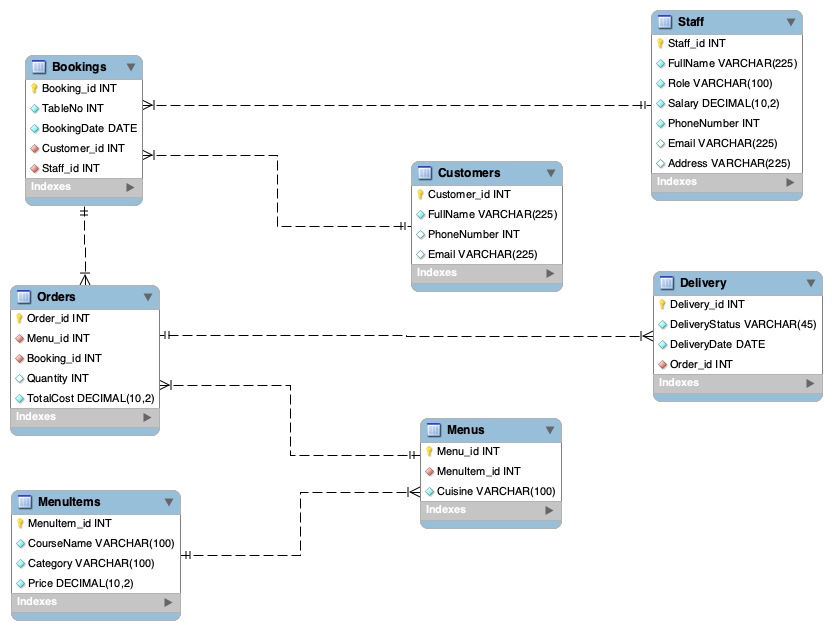 Bookings
Booking_id INT
TableNo INT
BookingDate DATE
Customer_id INT
Staff_id INT
Indexes
Staff
Staff_id INT
FullName VARCHAR(225)
Role VARCHAR(100)
Salary DECIMAL(10,2)
PhoneNumber INT
Email VARCHAR(225)
Address VARCHAR(225)
Indexes
Customers
Customer_id INT
FullName VARCHAR(225)
PhoneNumber INT
Email VARCHAR(225)
Indexes
Orders
Order_id INT
Menu_id INT
Booking_id INT
Quantity INT
TotalCost DECIMAL(10,2)
Indexes
Delivery
Delivery_id INT
DeliveryStatus VARCHAR(45)
DeliveryDate DATE
Order_id INT
Indexes
Menus
Menu_id INT
MenuItem_id INT
Cuisine VARCHAR(100)
Indexes
MenuItems
MenuItem_id INT
CourseName VARCHAR(100)
Category VARCHAR(100)
Price DECIMAL(10,2)
Indexes